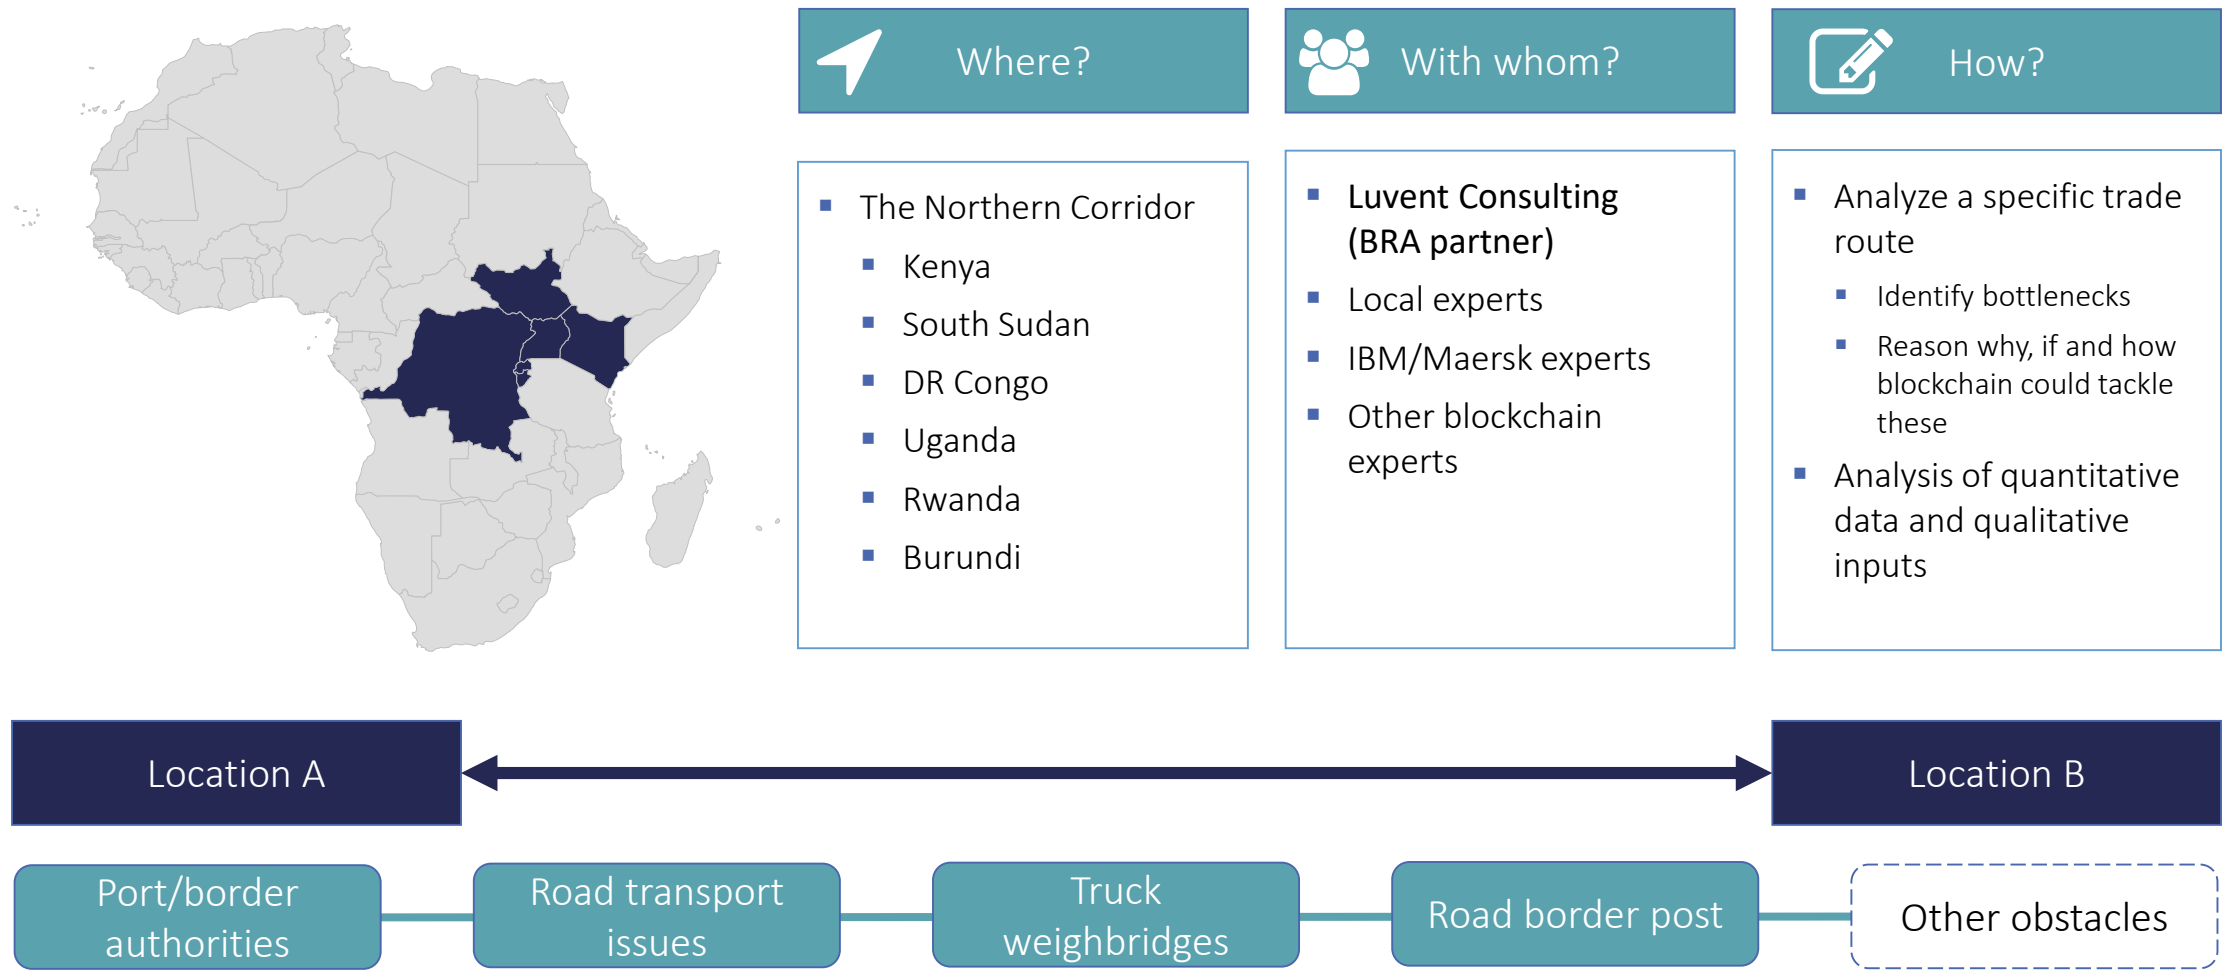 Where?
The Northern Corridor
Kenya
South Sudan
DR Congo
Uganda
Rwanda
Burundi
With whom?
Luvent Consulting
(BRA partner)
Local experts
IBM/Maersk experts
Other blockchain
experts
How?
Analyze a specific trade
route
Identify bottlenecks
Reason why, if and how
blockchain could tackle
these
Analysis of quantitative
data and qualitative
inputs
Location A
Location B
Port/border
authorities
Road transport
issues
Truck
weighbridges
Road border post
Other obstacles